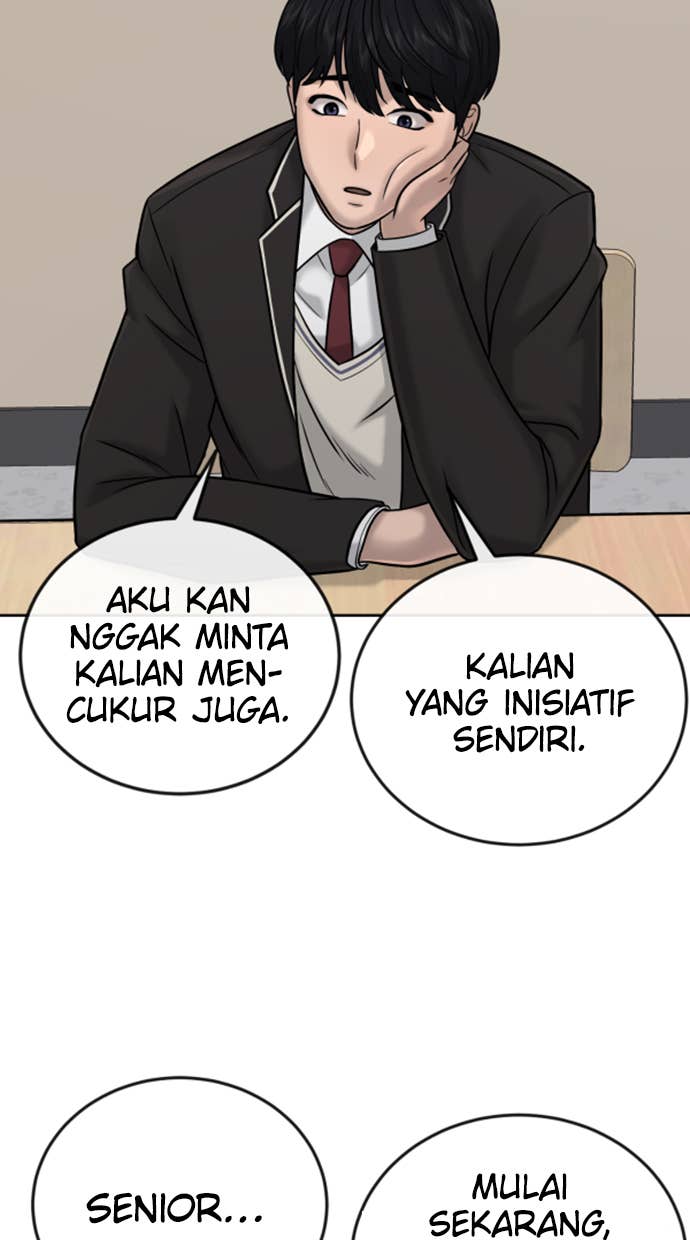 AKU KAN
NGGAK MINTA
KALIAN MEN-
CUKUR JUGA.
KALIAN
YANG INISIATIF
SENDIRI.
SENIOR...
MULAI
SEKARANG,